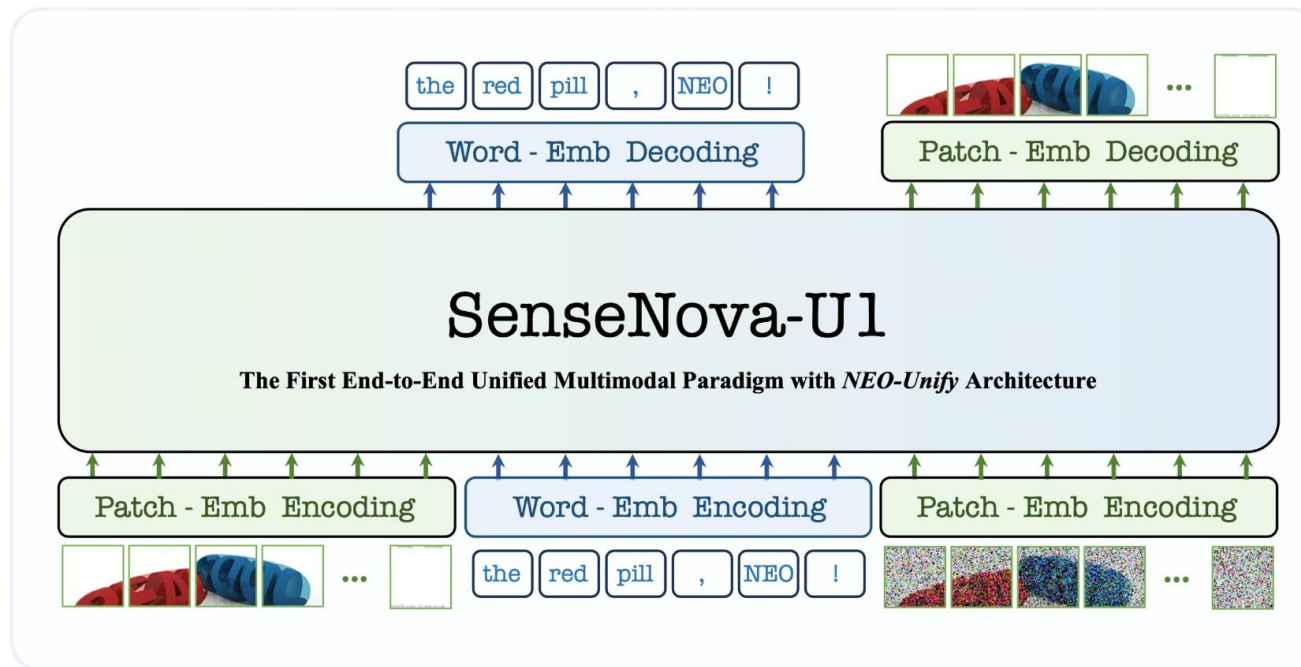 the red pill , NEO !
Word - Emb Decoding
Patch - Emb Decoding
SenseNova-U1
The First End-to-End Unified Multimodal Paradigm with NEO-Unify Architecture
Patch - Emb Encoding
Word - Emb Encoding
Patch - Emb Encoding
...
the red pill , NEO !
...